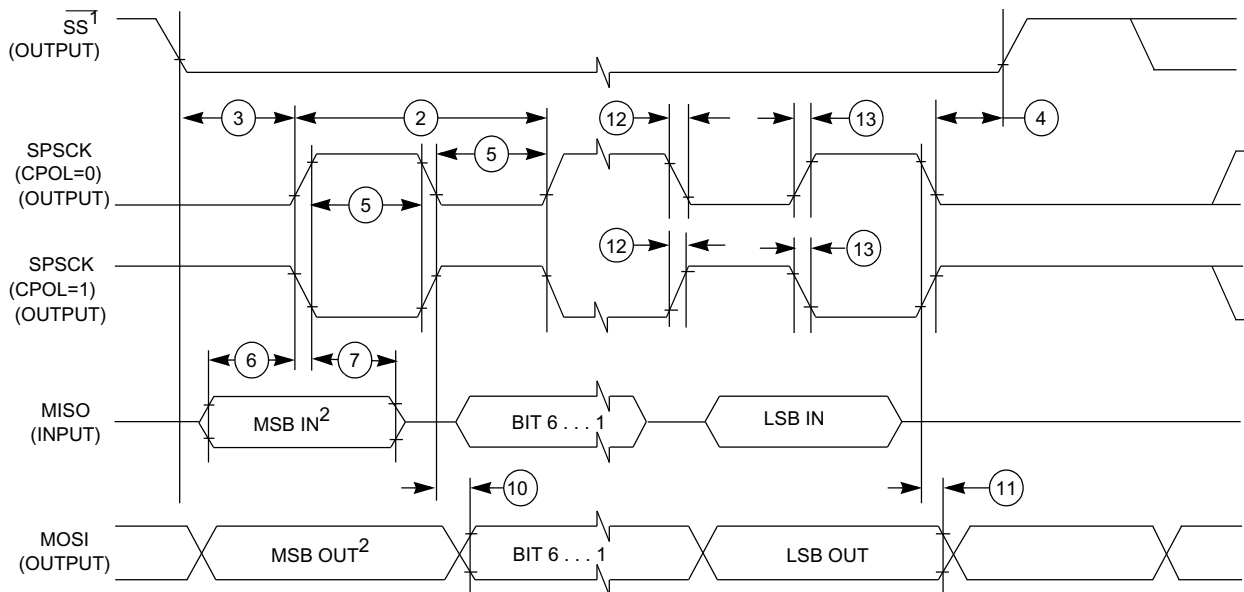 SS¹
(OUTPUT)
3
2
12
13
4
SPSCK
(CPOL=0)
(OUTPUT)
5
5
12
13
SPSCK
(CPOL=1)
(OUTPUT)
6
7
MISO
(INPUT)
MSB IN²
BIT 6 . . . 1
LSB IN
10
11
MOSI
(OUTPUT)
MSB OUT²
BIT 6 . . . 1
LSB OUT